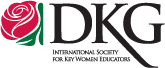 DKG
INTERNATIONAL SOCIETY
FOR KEY WOMEN EDUCATORS